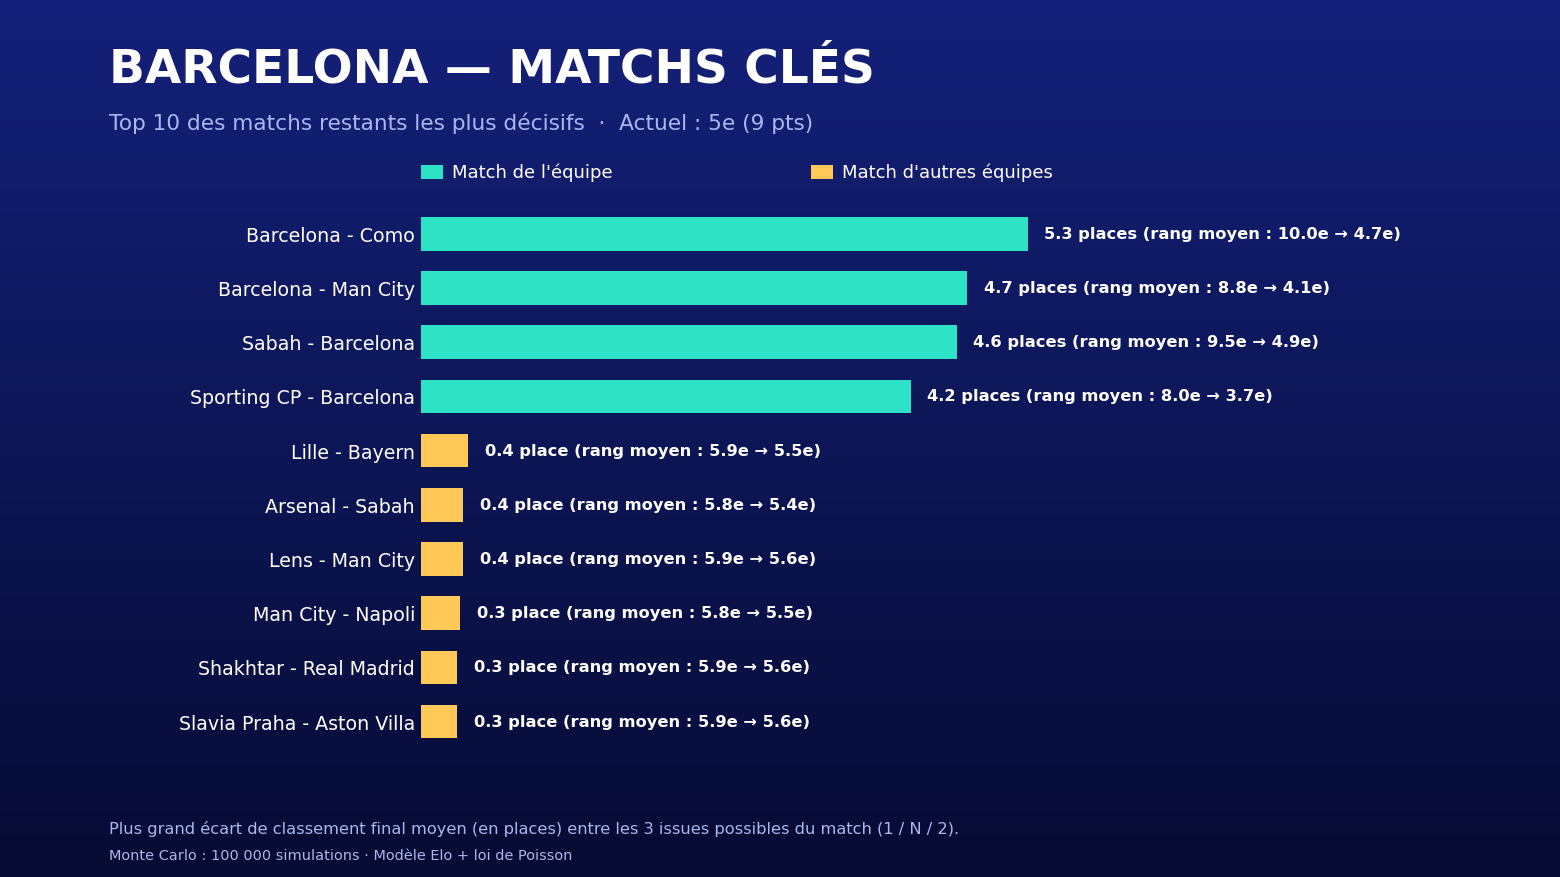 BARCELONA — MATCHS CLÉS
Top 10 des matchs restants les plus décisifs · Actuel : 5e (9 pts)
Match de l'équipe
Match d'autres équipes
Barcelona - Como 5.3 places (rang moyen : 10.0e → 4.7e)
Barcelona - Man City 4.7 places (rang moyen : 8.8e → 4.1e)
Sabah - Barcelona 4.6 places (rang moyen : 9.5e → 4.9e)
Sporting CP - Barcelona 4.2 places (rang moyen : 8.0e → 3.7e)
Lille - Bayern 0.4 place (rang moyen : 5.9e → 5.5e)
Arsenal - Sabah 0.4 place (rang moyen : 5.8e → 5.4e)
Lens - Man City 0.4 place (rang moyen : 5.9e → 5.6e)
Man City - Napoli 0.3 place (rang moyen : 5.8e → 5.5e)
Shakhtar - Real Madrid 0.3 place (rang moyen : 5.9e → 5.6e)
Slavia Praha - Aston Villa 0.3 place (rang moyen : 5.9e → 5.6e)
Plus grand écart de classement final moyen (en places) entre les 3 issues possibles du match (1 / N / 2).
Monte Carlo : 100 000 simulations · Modèle Elo + loi de Poisson